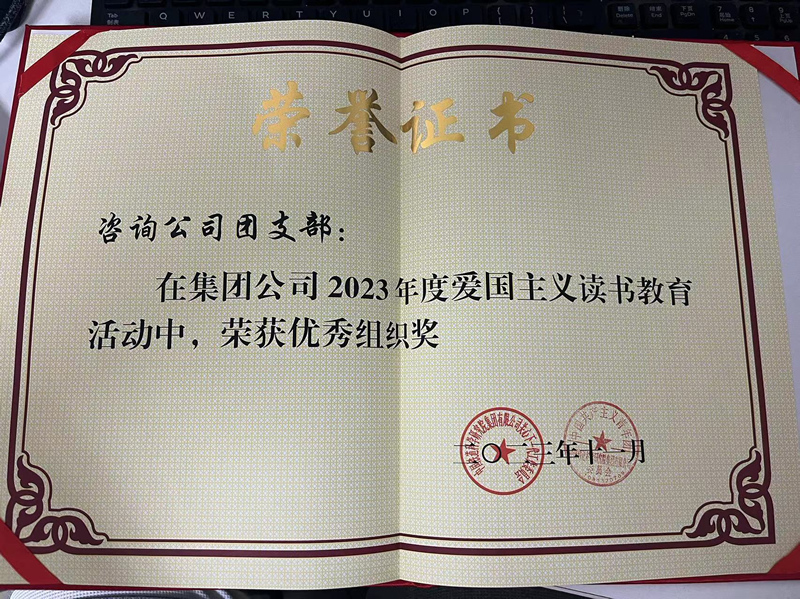 Q W E R T Y U I O P
荣誉证书
咨询公司团支部：
在集团公司2023年度爱国主义读书教育
活动中，荣获优秀组织奖
二〇二三年十一月